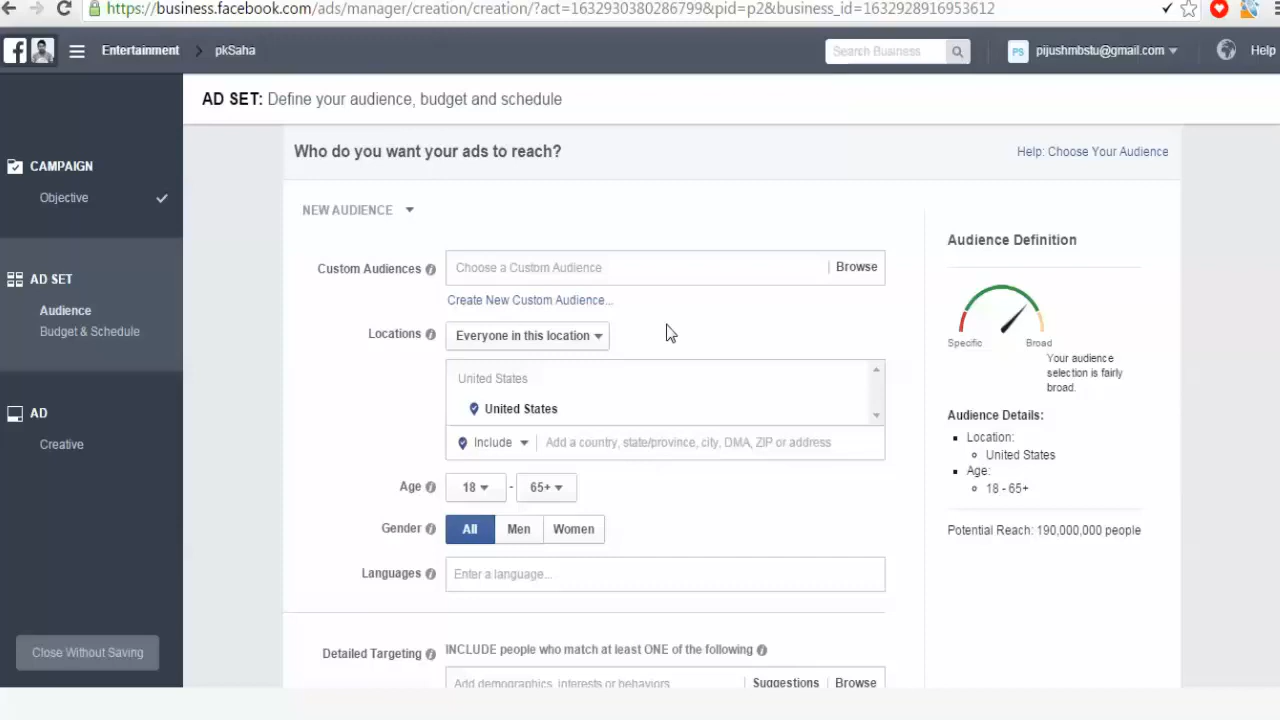 https://business.facebook.com/ads/manager/creation/creation/?act=1632930380286799&pid=p2&business_id=1632928916953612
Entertainment > pkSaha
Search Business
PS pijushmbstu@gmail.com
Help
AD SET: Define your audience, budget and schedule
CAMPAIGN
Objective
AD SET
Audience
Budget & Schedule
AD
Creative
Close Without Saving
Who do you want your ads to reach?
Help: Choose Your Audience
NEW AUDIENCE
Custom Audiences
Choose a Custom Audience
Browse
Create New Custom Audience...
Locations
Everyone in this location
United States
United States
Include
Add a country, state/province, city, DMA, ZIP or address
Age
18 - 65+
Gender
All Men Women
Languages
Enter a language...
Detailed Targeting
INCLUDE people who match at least ONE of the following
Add demographics, interests or behaviors
Suggestions
Browse
Audience Definition
Specific
Broad
Your audience
selection is fairly
broad.
Audience Details:
Location:
United States
Age:
18 - 65+
Potential Reach: 190,000,000 people